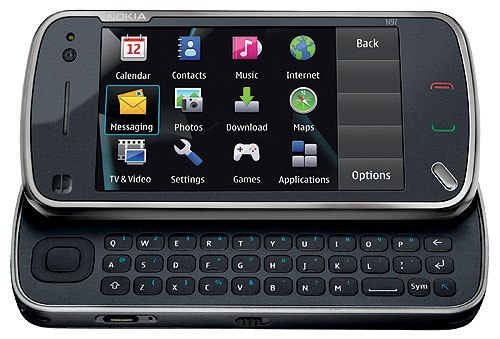 NOKIA
N97
12
Calendar Contacts Music Internet Back
Messaging Photos Download Maps
TV & Video Settings Games Applications Options
Q W E R T Y U I O P
A S D F G H J K L
Z X C V B N M Sym